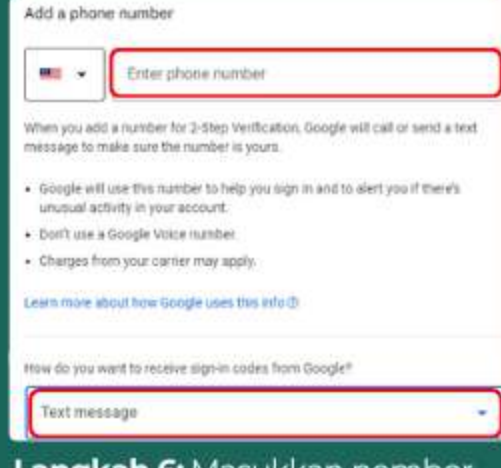 Add a phone number
Enter phone number
When you add a number for 2-Step Verification, Google will call or send a text
message to make sure the number is yours.
• Google will use this number to help you sign in and to alert you if there's
unusual activity in your account.
• Don't use a Google Voice number.
• Charges from your carrier may apply.
Learn more about how Google uses this info
How do you want to receive sign-in codes from Google?
Text message
Langkah 6: Masukkan nombor